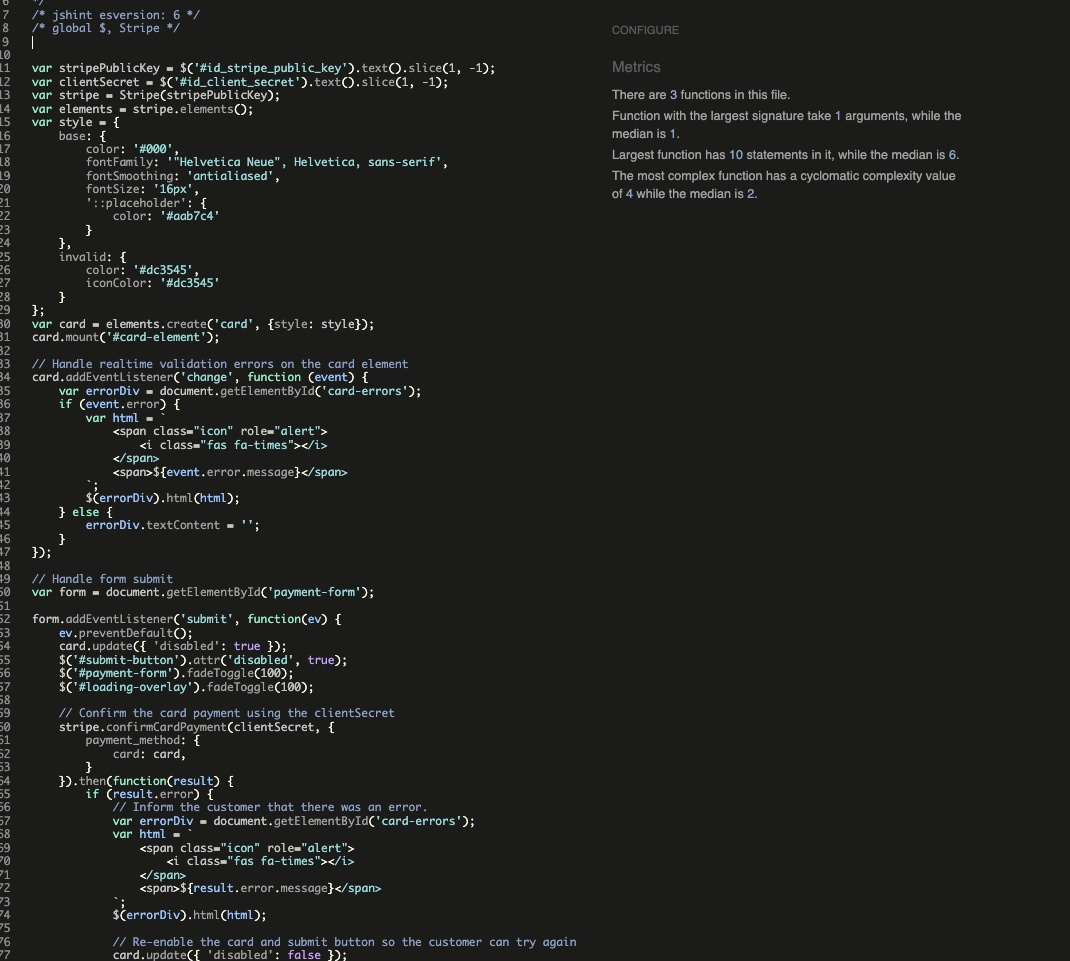 6 */
7 /* jshint esversion: 6 */
8 /* global $, Stripe */
9
10
11 var stripePublicKey = $('#id_stripe_public_key').text().slice(1, -1);
12 var clientSecret = $('#id_client_secret').text().slice(1, -1);
13 var stripe = Stripe(stripePublicKey);
14 var elements = stripe.elements();
15 var style = {
16     base: {
17         color: '#000',
18         fontFamily: '"Helvetica Neue", Helvetica, sans-serif',
19         fontSmoothing: 'antialiased',
20         fontSize: '16px',
21         '::placeholder': {
22             color: '#aab7c4'
23         }
24     },
25     invalid: {
26         color: '#dc3545',
27         iconColor: '#dc3545'
28     }
29 };
30 var card = elements.create('card', {style: style});
31 card.mount('#card-element');
32
33 // Handle realtime validation errors on the card element
34 card.addEventListener('change', function (event) {
35     var errorDiv = document.getElementById('card-errors');
36     if (event.error) {
37         var html = `
38             <span class="icon" role="alert">
39                 <i class="fas fa-times"></i>
40             </span>
41             <span>${event.error.message}</span>
42         `;
43         $(errorDiv).html(html);
44     } else {
45         errorDiv.textContent = '';
46     }
47 });
48
49 // Handle form submit
50 var form = document.getElementById('payment-form');
51
52 form.addEventListener('submit', function(ev) {
53     ev.preventDefault();
54     card.update({ 'disabled': true });
55     $('#submit-button').attr('disabled', true);
56     $('#payment-form').fadeToggle(100);
57     $('#loading-overlay').fadeToggle(100);
58
59     // Confirm the card payment using the clientSecret
60     stripe.confirmCardPayment(clientSecret, {
61         payment_method: {
62             card: card,
63         }
64     }).then(function(result) {
65         if (result.error) {
66             // Inform the customer that there was an error.
67             var errorDiv = document.getElementById('card-errors');
68             var html = `
69                 <span class="icon" role="alert">
70                     <i class="fas fa-times"></i>
71                 </span>
72                 <span>${result.error.message}</span>
73             `;
74             $(errorDiv).html(html);
75
76             // Re-enable the card and submit button so the customer can try again
77             card.update({ 'disabled': false });
CONFIGURE
Metrics
There are 3 functions in this file.
Function with the largest signature take 1 arguments, while the
median is 1.
Largest function has 10 statements in it, while the median is 6.
The most complex function has a cyclomatic complexity value
of 4 while the median is 2.